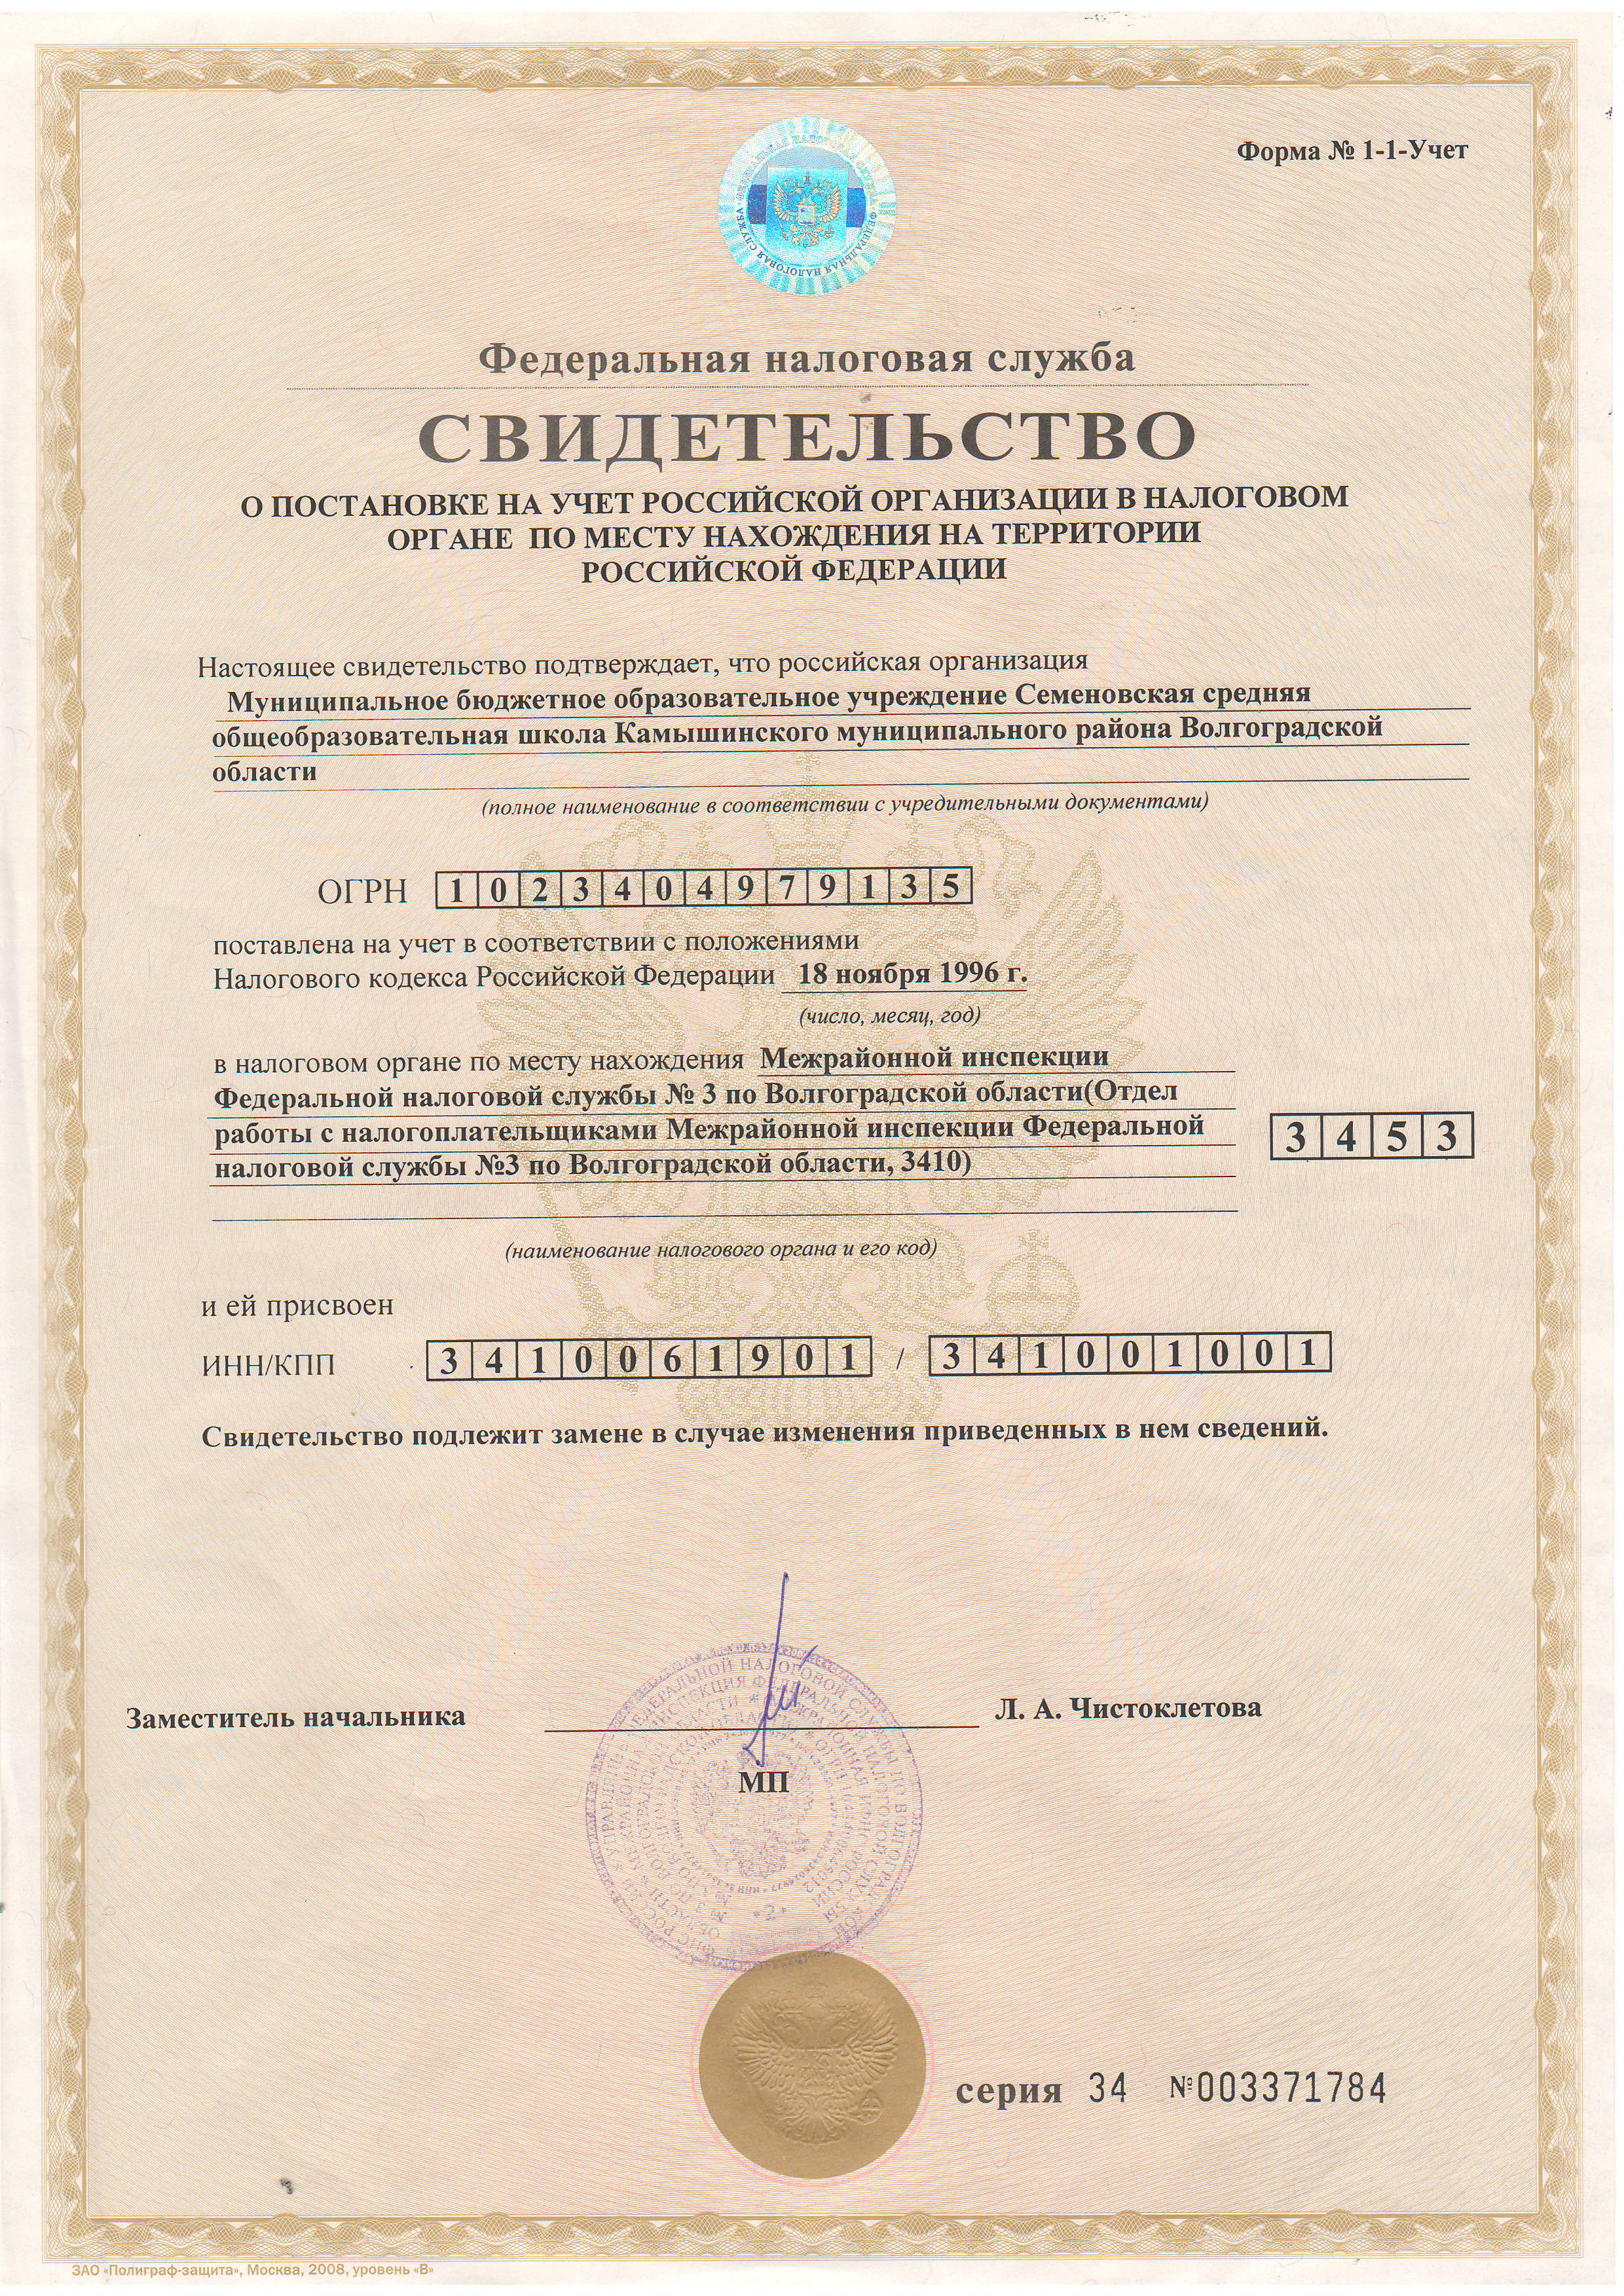 Форма № 1-1-Учет
ФЕДЕРАЛЬНАЯ НАЛОГОВАЯ СЛУЖБА
Федеральная налоговая служба
СВИДЕТЕЛЬСТВО
О ПОСТАНОВКЕ НА УЧЕТ РОССИЙСКОЙ ОРГАНИЗАЦИИ В НАЛОГОВОМ
ОРГАНЕ ПО МЕСТУ НАХОЖДЕНИЯ НА ТЕРРИТОРИИ
РОССИЙСКОЙ ФЕДЕРАЦИИ
Настоящее свидетельство подтверждает, что российская организация
Муниципальное бюджетное образовательное учреждение Семеновская средняя
общеобразовательная школа Камышинского муниципального района Волгоградской
области
(полное наименование в соответствии с учредительными документами)
ОГРН 1023404979135
поставлена на учет в соответствии с положениями
Налогового кодекса Российской Федерации 18 ноября 1996 г.
(число, месяц, год)
в налоговом органе по месту нахождения Межрайонной инспекции
Федеральной налоговой службы № 3 по Волгоградской области(Отдел
работы с налогоплательщиками Межрайонной инспекции Федеральной
налоговой службы №3 по Волгоградской области, 3410)
3453
(наименование налогового органа и его код)
и ей присвоен
ИНН/КПП 3410061901 / 341001001
Свидетельство подлежит замене в случае изменения приведенных в нем сведений.
Заместитель начальника Л. А. Чистоклетова
МП
серия 34 №003371784
ЗАО «Полиграф-защита», Москва, 2008, уровень «В»